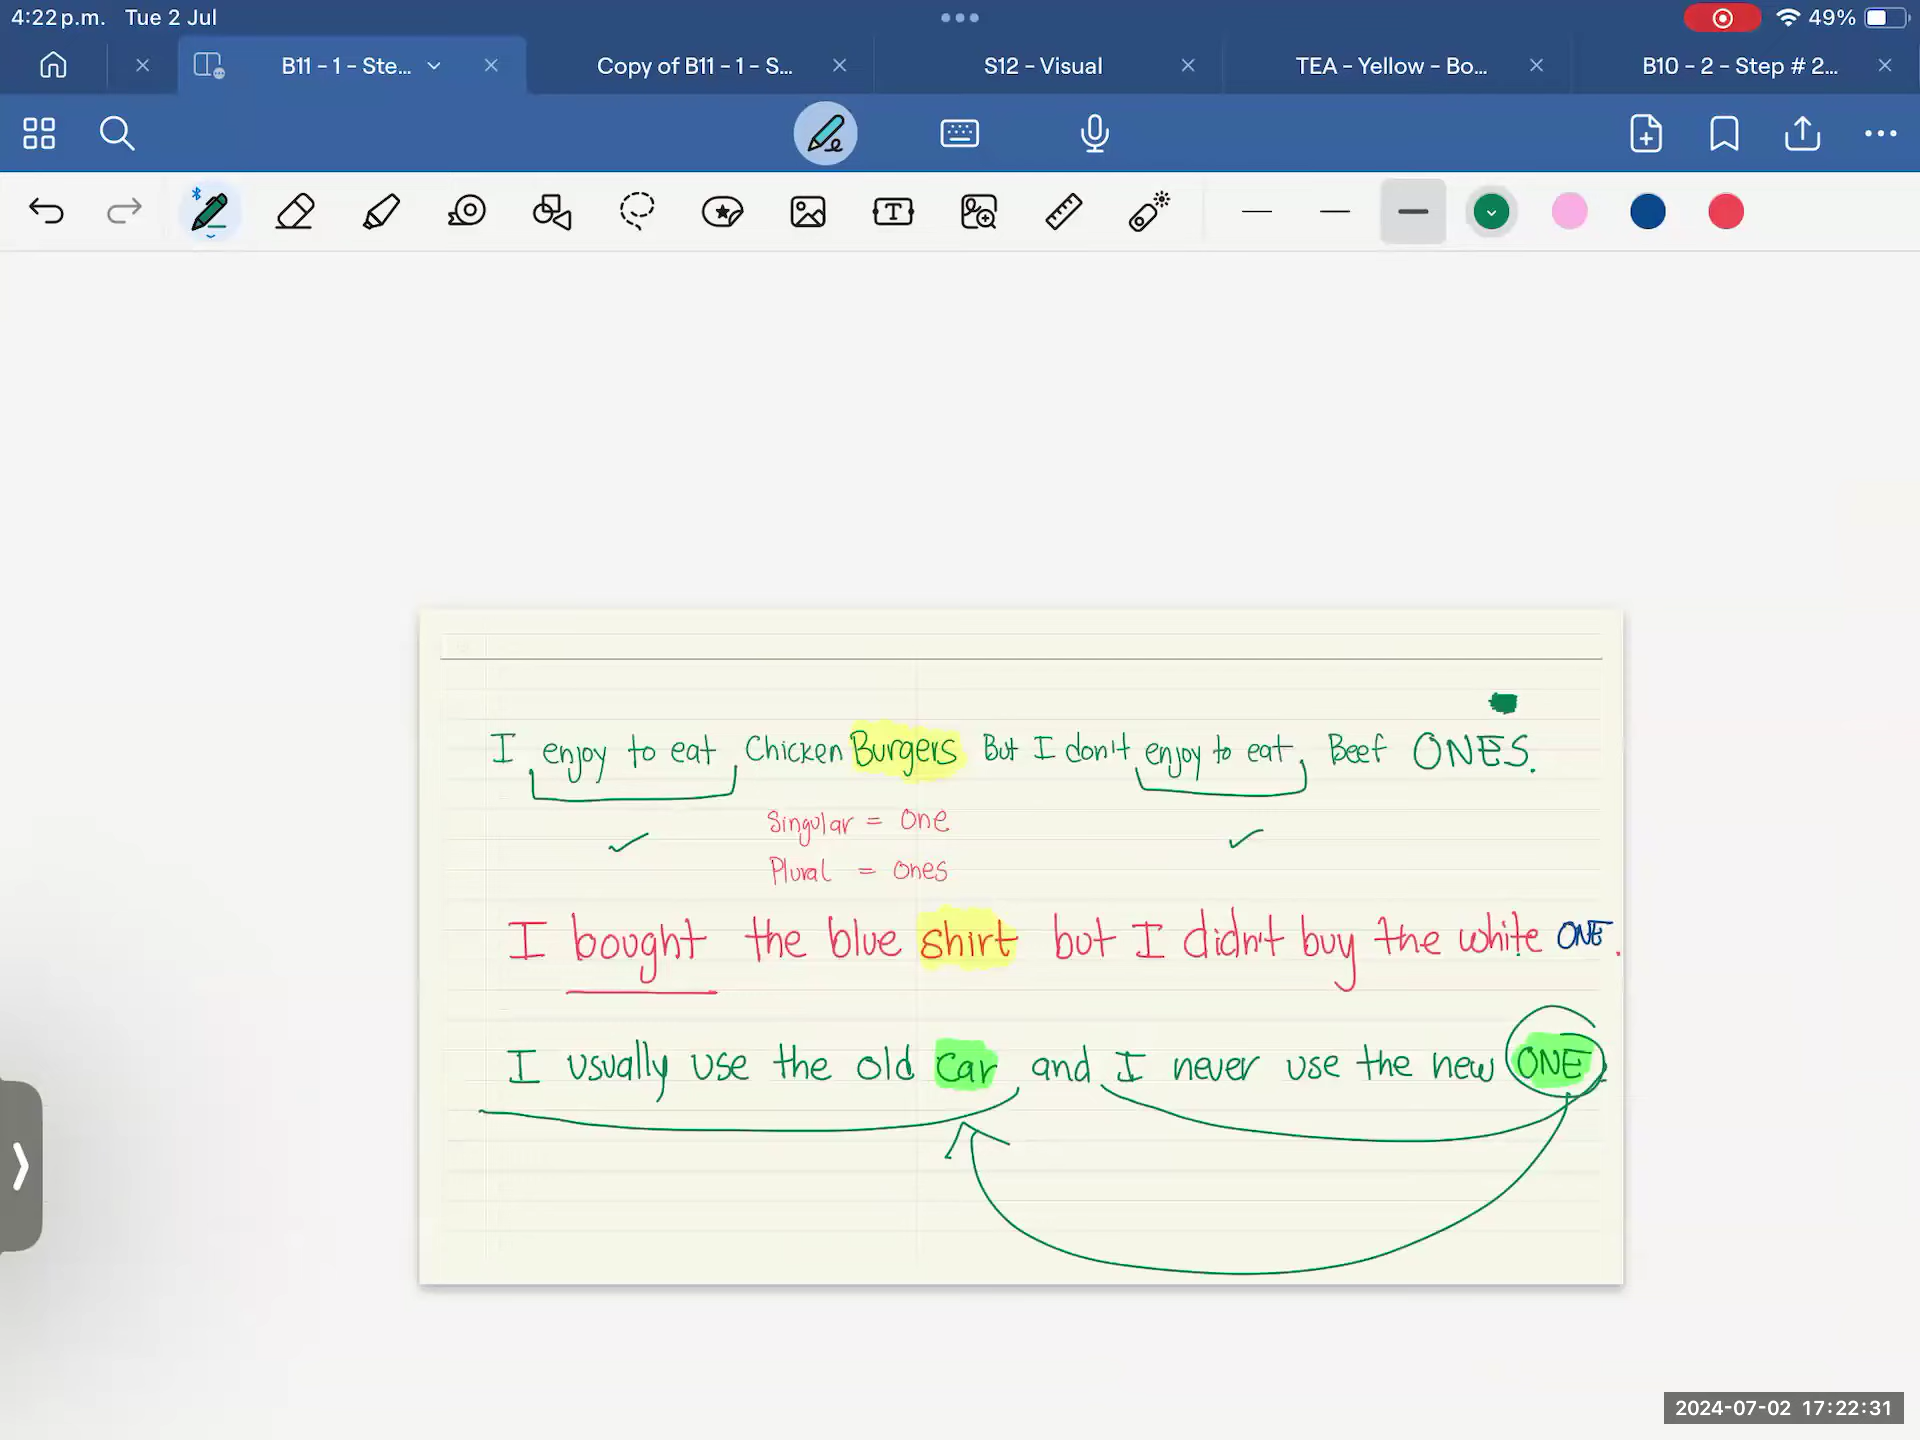 4:22 p.m. Tue 2 Jul 49%
B11 - 1 - Ste... Copy of B11 - 1 - S... S12 - Visual TEA - Yellow - Bo... B10 - 2 - Step # 2...
I enjoy to eat Chicken Burgers But I don't enjoy to eat Beef ONES.
Singular = One
Plural = Ones
I bought the blue shirt but I didn't buy the white ONE.
I usually use the old Car and I never use the new ONE.
2024-07-02 17:22:31